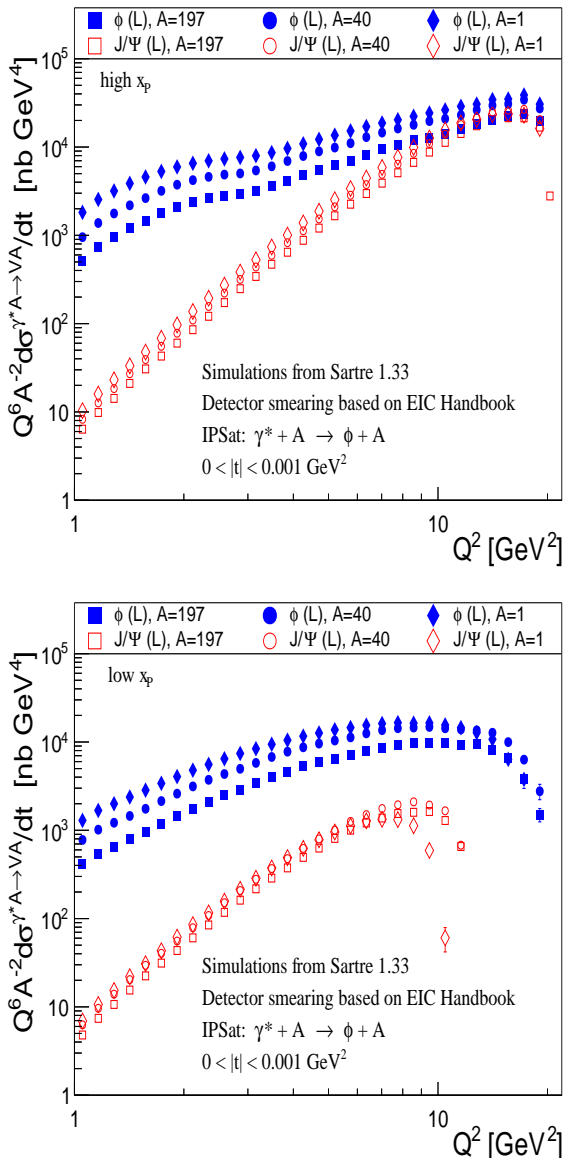 ϕ (L), A=197 ϕ (L), A=40 ϕ (L), A=1
J/Ψ (L), A=197 J/Ψ (L), A=40 J/Ψ (L), A=1
high x_P
Q^6 A^-2 dσ^γ*A→VA/dt [nb GeV^4]
10^5
10^4
10^3
10^2
10
1
Simulations from Sartre 1.33
Detector smearing based on EIC Handbook
IPSat: γ* + A → ϕ + A
0 < |t| < 0.001 GeV^2
1 10
Q^2 [GeV^2]
ϕ (L), A=197 ϕ (L), A=40 ϕ (L), A=1
J/Ψ (L), A=197 J/Ψ (L), A=40 J/Ψ (L), A=1
low x_P
Q^6 A^-2 dσ^γ*A→VA/dt [nb GeV^4]
10^5
10^4
10^3
10^2
10
1
Simulations from Sartre 1.33
Detector smearing based on EIC Handbook
IPSat: γ* + A → ϕ + A
0 < |t| < 0.001 GeV^2
1 10
Q^2 [GeV^2]